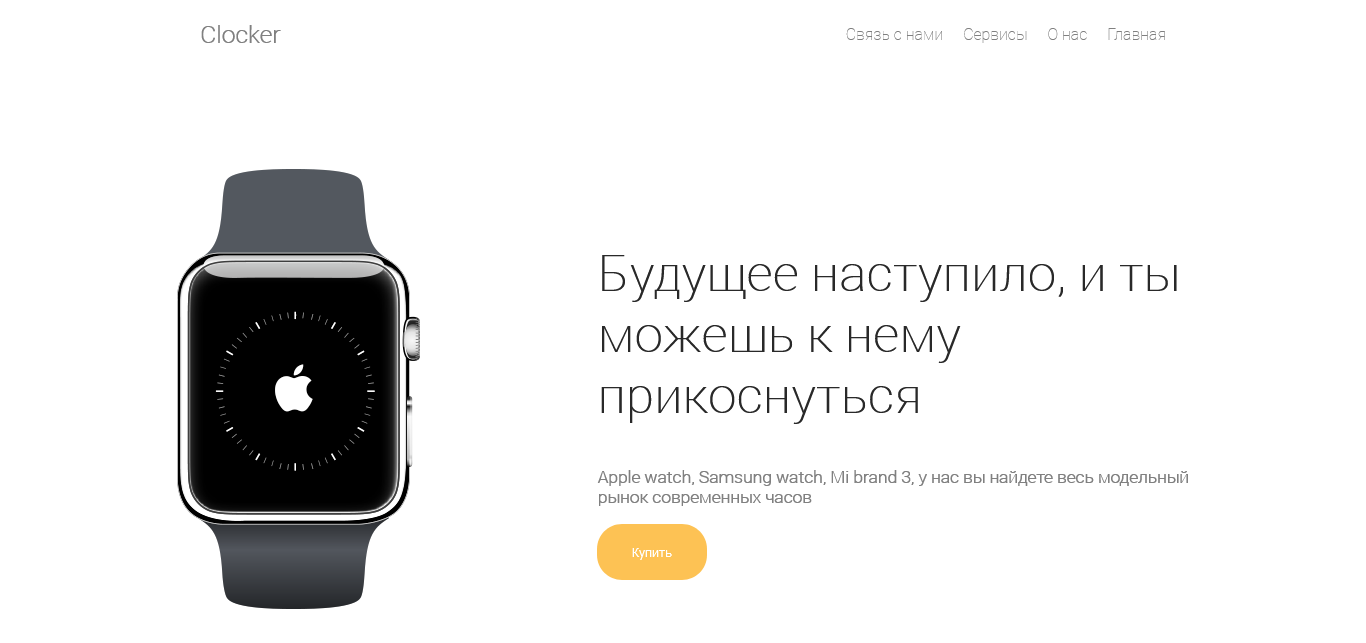 Clocker
Связь с нами Сервисы О нас Главная
Будущее наступило, и ты
можешь к нему
прикоснуться
Apple watch, Samsung watch, Mi brand 3, у нас вы найдете весь модельный
рынок современных часов
Купить